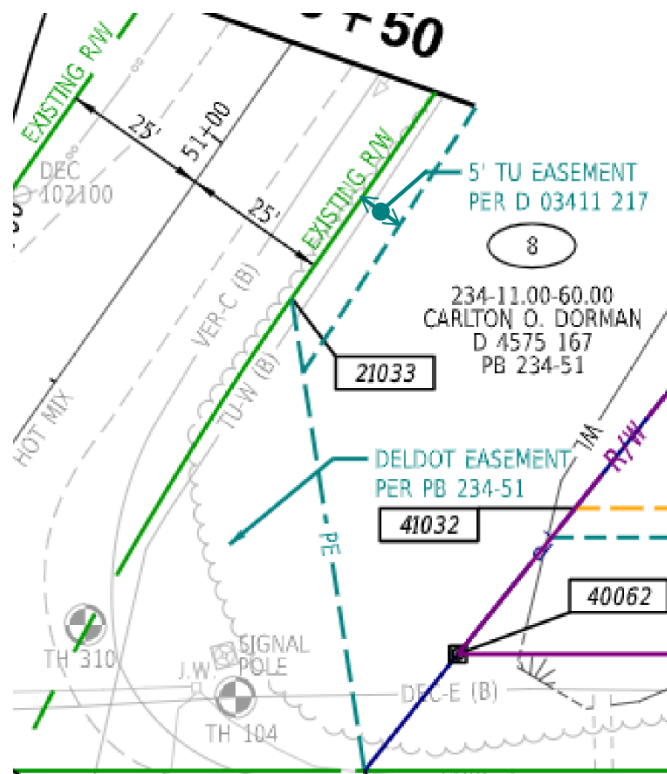 +50
EXISTING R/W
25'
51+00
DEC
102100
25'
EXISTING R/W
5' TU EASEMENT
PER D 03411 217
8
234-11.00-60.00
CARLTON O. DORMAN
D 4575 167
PB 234-51
VER-C (B)
21033
TU-W (B)
HOT MIX
WL
R/W
DELDOT EASEMENT
PER PB 234-51
41032
PE
40062
TH 310
SIGNAL
POLE
J.W.
DEC-E (B)
TH 104